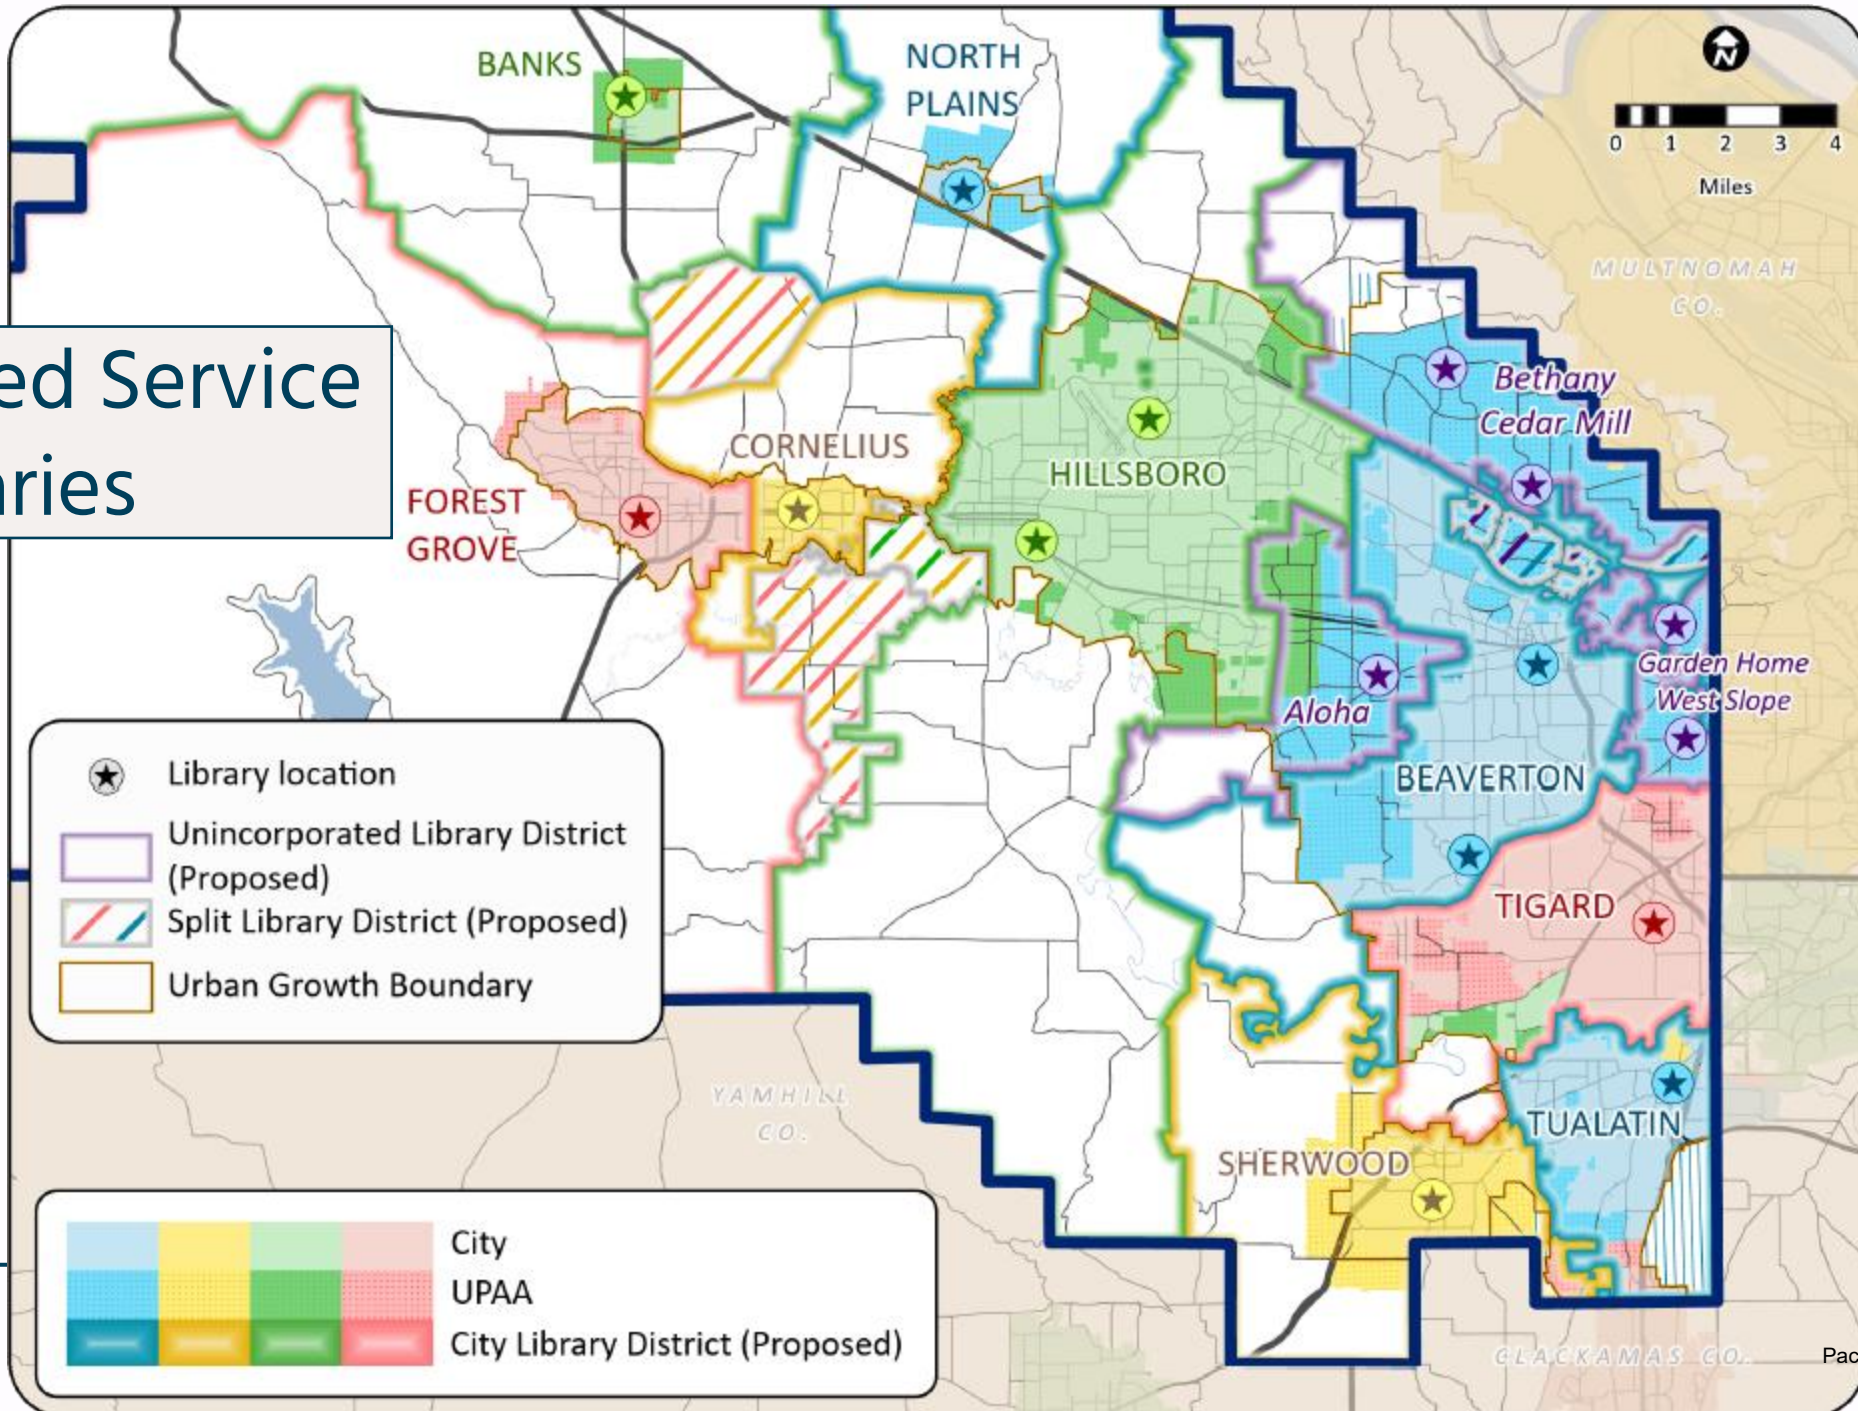 BANKS
NORTH
PLAINS
0 1 2 3 4
Miles
MULTNOMAH
CO.
ed Service
ries
Bethany
Cedar Mill
CORNELIUS
HILLSBORO
FOREST
GROVE
Garden Home
West Slope
Aloha
BEAVERTON
Library location
Unincorporated Library District
(Proposed)
Split Library District (Proposed)
Urban Growth Boundary
TIGARD
YAMHILL
CO.
TUALATIN
SHERWOOD
City
UPAA
City Library District (Proposed)
CLACKAMAS CO.
Pac